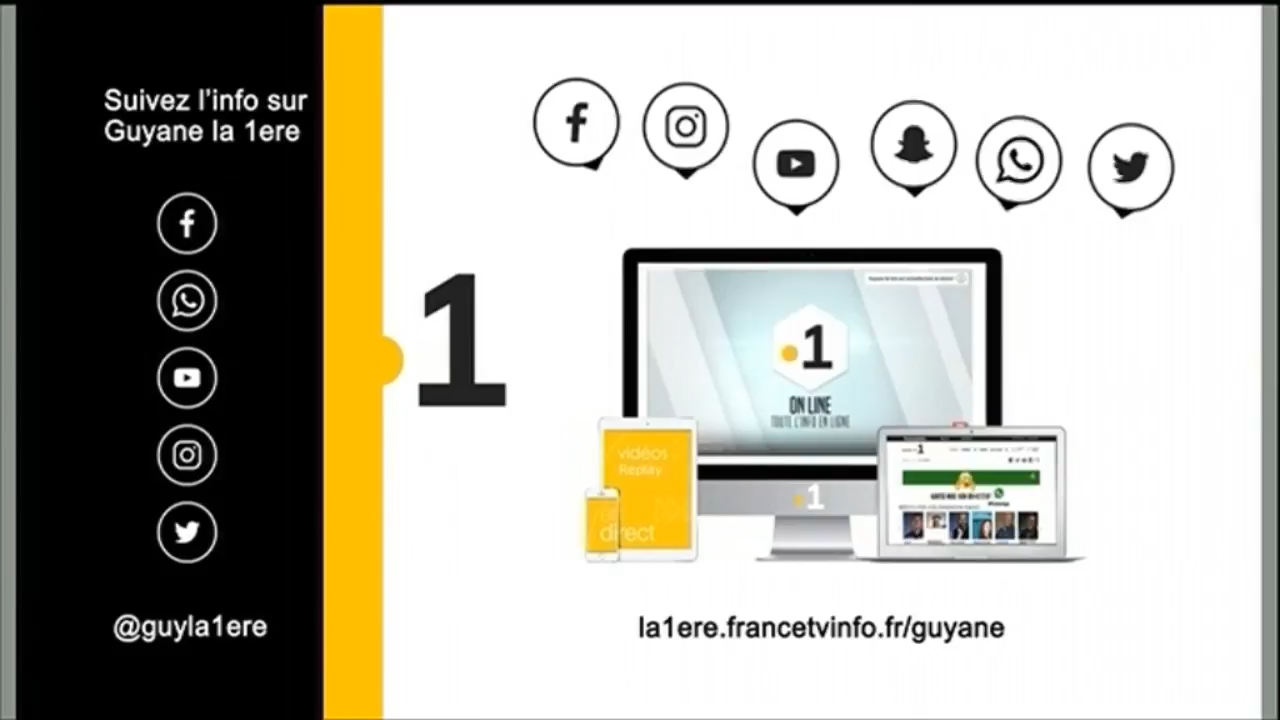 Suivez l'info sur
Guyane la 1ere
@guyla1ere
1
1
ON LINE
TOUTE L'INFO EN LIGNE
1
vidéos
Replay
direct
la1ere.francetvinfo.fr/guyane